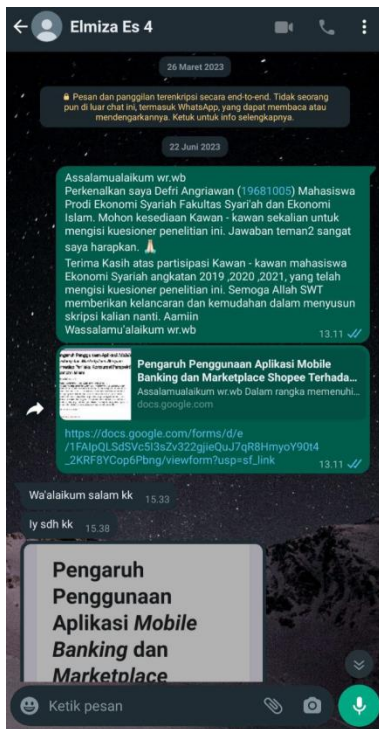 Elmiza Es 4
26 Maret 2023
Pesan dan panggilan terenkripsi secara end-to-end. Tidak seorang
pun di luar chat ini, termasuk WhatsApp, yang dapat membaca atau
mendengarkannya. Ketuk untuk info selengkapnya.
22 Juni 2023
Assalamualaikum wr.wb
Perkenalkan saya Defri Angriawan (19681005) Mahasiswa
Prodi Ekonomi Syariah Fakultas Syari'ah dan Ekonomi
Islam. Mohon kesediaan Kawan - kawan sekalian untuk
mengisi kuesioner penelitian ini. Jawaban teman2 sangat
saya harapkan.
Terima Kasih atas partisipasi Kawan - kawan mahasiswa
Ekonomi Syariah angkatan 2019 ,2020 ,2021, yang telah
mengisi kuesioner penelitian ini. Semoga Allah SWT
memberikan kelancaran dan kemudahan dalam menyusun
skripsi kalian nanti. Aamiin
Wassalamu'alaikum wr.wb
13.11
Pengaruh Penggunaan Aplikasi Mobile
Banking dan Marketplace Shopee Terhada...
Assalamualaikum wr.wb Dalam rangka memenuhi...
docs.google.com
https://docs.google.com/forms/d/e
/1FAIpQLSdSVc5I3sZv322gjieQuJ7qR8HmyoY90t4
_2KRF8YCop6Pbng/viewform?usp=sf_link
13.11
Wa'alaikum salam kk 15.33
Iy sdh kk 15.38
Pengaruh
Penggunaan
Aplikasi Mobile
Banking dan
Marketplace
Ketik pesan